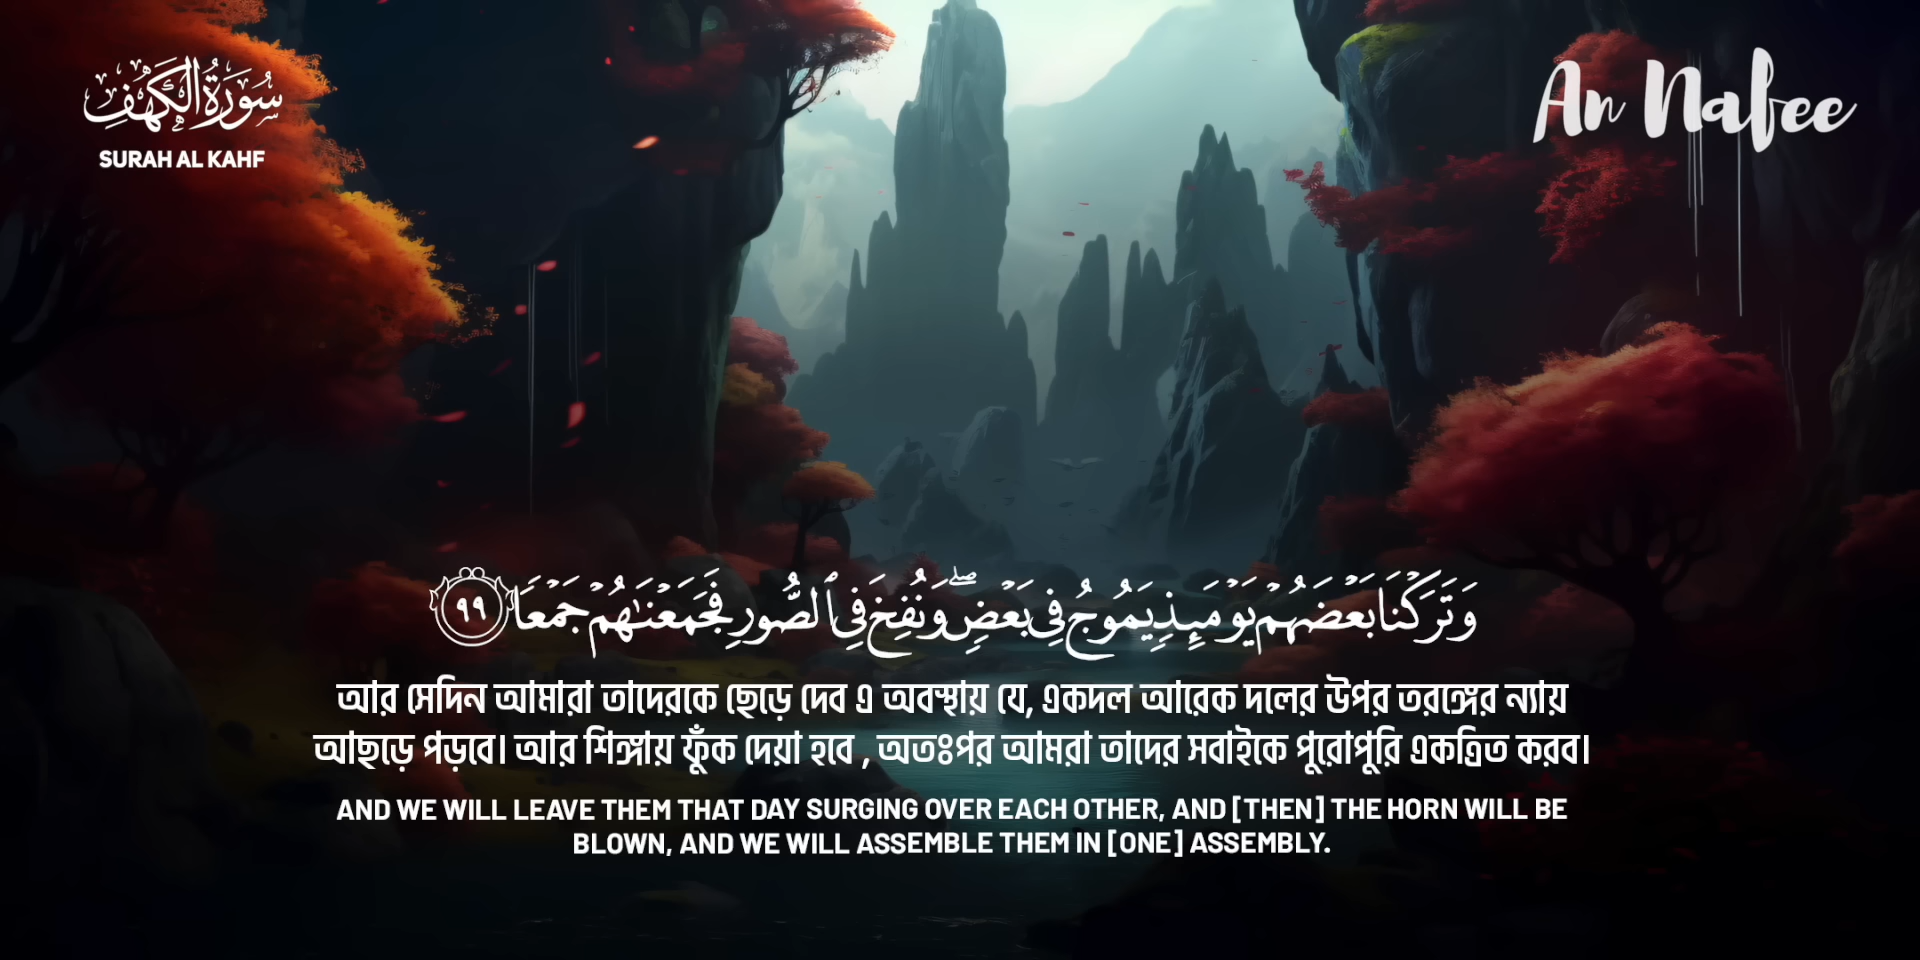 سُورَةُ الكَهْفِ
SURAH AL KAHF
An Nafee
وَتَرَكْنَا بَعْضَهُمْ يَوْمَئِذٍ يَمُوجُ فِى بَعْضٍ ۖ وَنُفِخَ فِى ٱلصُّورِ فَجَمَعْنَٰهُمْ جَمْعًا ٩٩
আর সেদিন আমারা তাদেরকে ছেড়ে দেব এ অবস্থায় যে, একদল আরেক দলের উপর তরঙ্গের ন্যায়
আছড়ে পড়বে। আর শিঙ্গায় ফুঁক দেয়া হবে , অতঃপর আমরা তাদের সবাইকে পুরোপুরি একত্রিত করব।
AND WE WILL LEAVE THEM THAT DAY SURGING OVER EACH OTHER, AND [THEN] THE HORN WILL BE
BLOWN, AND WE WILL ASSEMBLE THEM IN [ONE] ASSEMBLY.